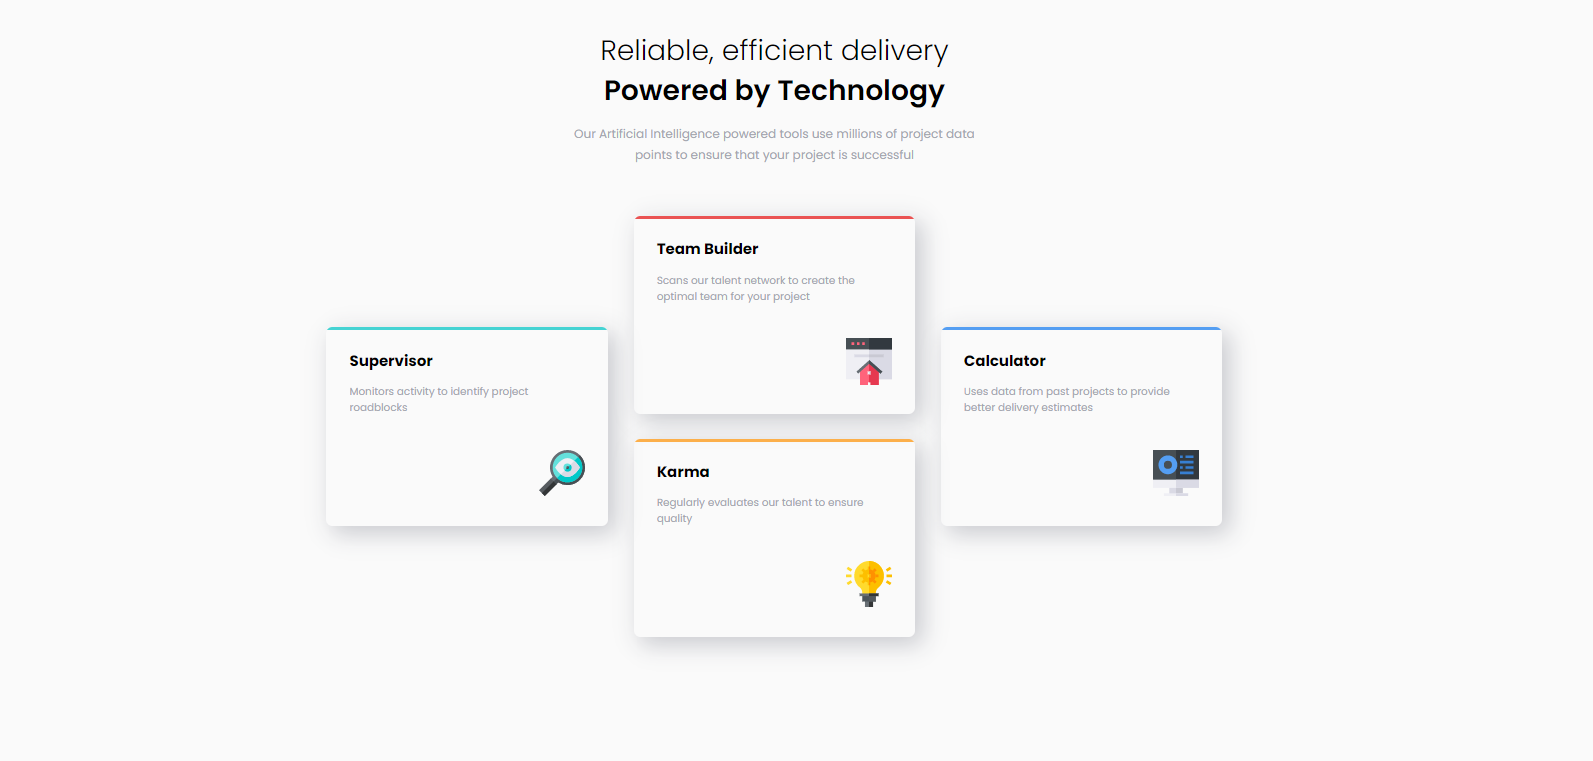 Reliable, efficient delivery
Powered by Technology
Our Artificial Intelligence powered tools use millions of project data
points to ensure that your project is successful
Team Builder
Scans our talent network to create the
optimal team for your project
Supervisor
Monitors activity to identify project
roadblocks
Calculator
Uses data from past projects to provide
better delivery estimates
Karma
Regularly evaluates our talent to ensure
quality